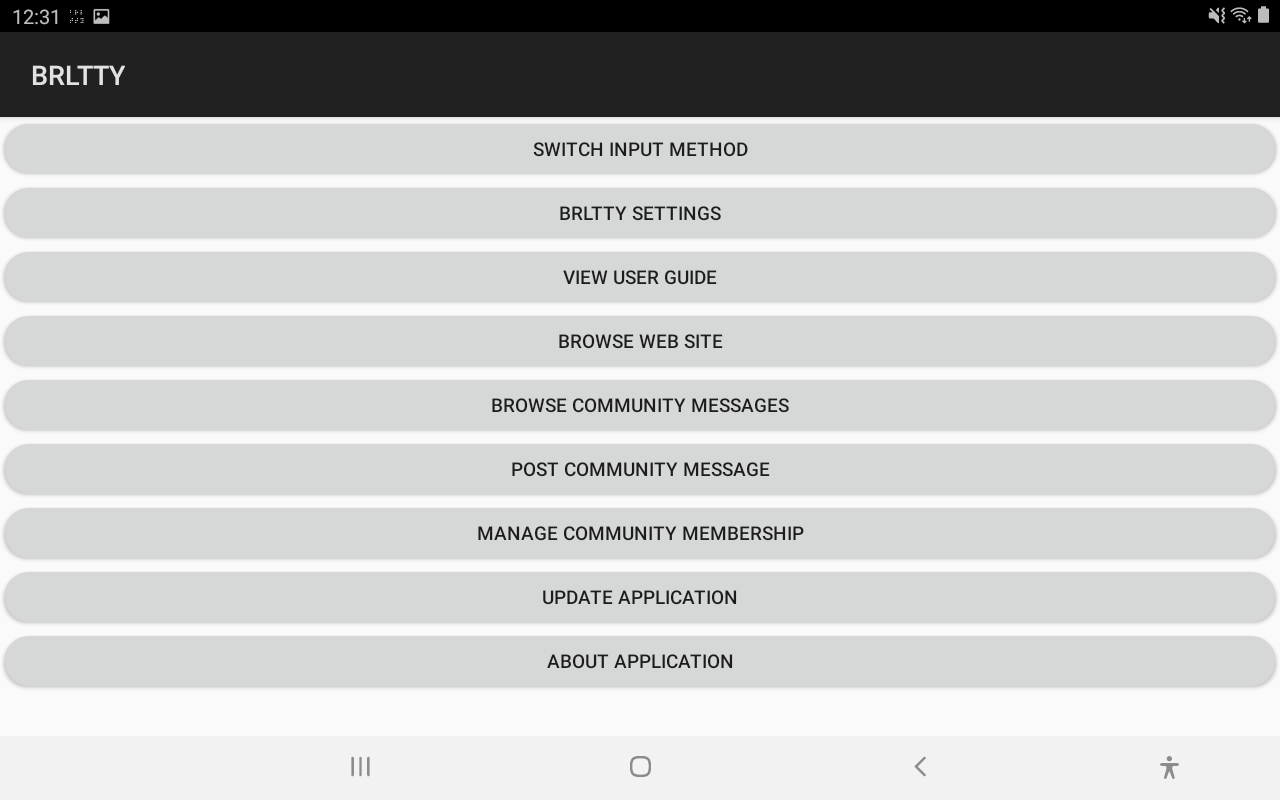 12:31
BRLTTY
SWITCH INPUT METHOD
BRLTTY SETTINGS
VIEW USER GUIDE
BROWSE WEB SITE
BROWSE COMMUNITY MESSAGES
POST COMMUNITY MESSAGE
MANAGE COMMUNITY MEMBERSHIP
UPDATE APPLICATION
ABOUT APPLICATION